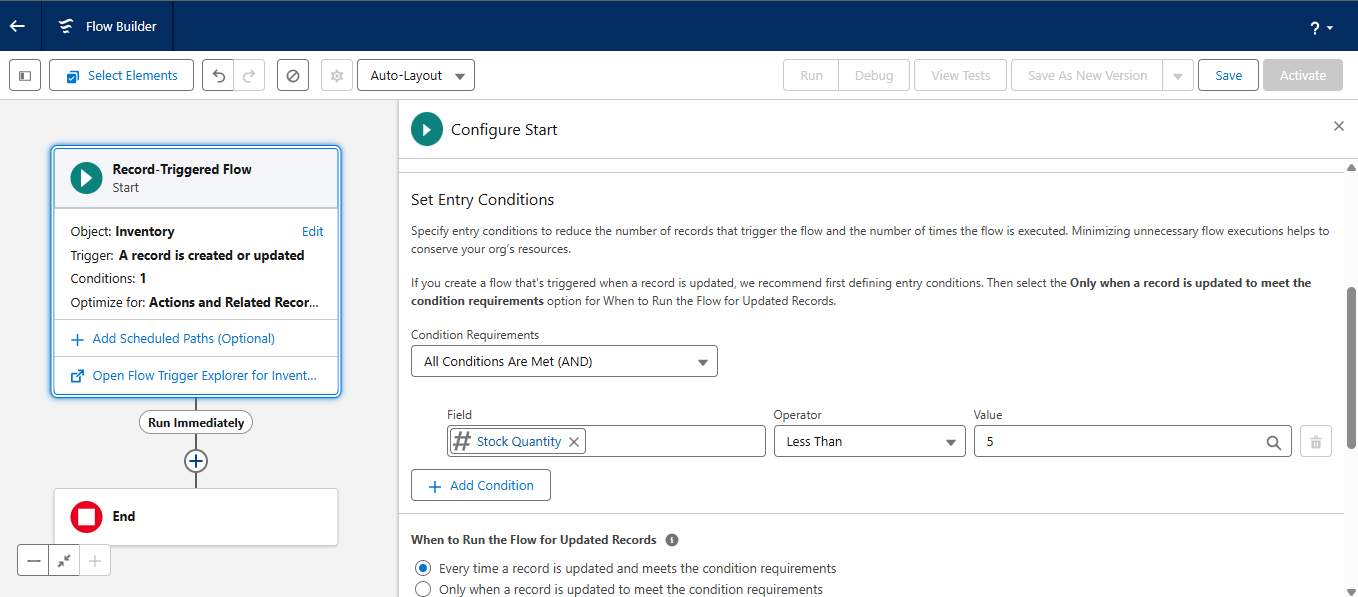 Flow Builder
?
Select Elements
Auto-Layout
Run
Debug
View Tests
Save As New Version
Save
Activate
Record-Triggered Flow
Start
Object: Inventory
Edit
Trigger: A record is created or updated
Conditions: 1
Optimize for: Actions and Related Recor...
Add Scheduled Paths (Optional)
Open Flow Trigger Explorer for Invent...
Run Immediately
End
Configure Start
Set Entry Conditions
Specify entry conditions to reduce the number of records that trigger the flow and the number of times the flow is executed. Minimizing unnecessary flow executions helps to
conserve your org's resources.
If you create a flow that's triggered when a record is updated, we recommend first defining entry conditions. Then select the Only when a record is updated to meet the
condition requirements option for When to Run the Flow for Updated Records.
Condition Requirements
All Conditions Are Met (AND)
Field
Operator
Value
Stock Quantity
Less Than
5
Add Condition
When to Run the Flow for Updated Records
Every time a record is updated and meets the condition requirements
Only when a record is updated to meet the condition requirements